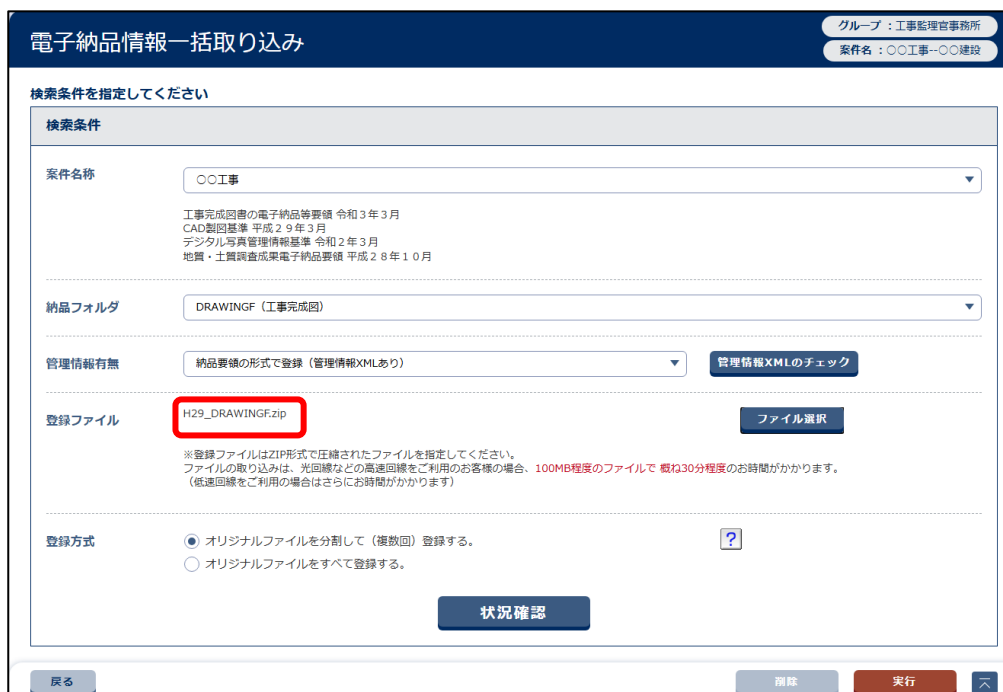 電子納品情報一括取り込み
グループ ：工事監理官事務所
案件名 ：○○工事--○○建設
検索条件を指定してください
検索条件
案件名称
○○工事
工事完成図書の電子納品等要領 令和３年３月
CAD製図基準 平成２９年３月
デジタル写真管理情報基準 令和２年３月
地質・土質調査成果電子納品要領 平成２８年１０月
納品フォルダ
DRAWINGF（工事完成図）
管理情報有無
納品要領の形式で登録（管理情報XMLあり）
管理情報XMLのチェック
登録ファイル
H29_DRAWINGF.zip
ファイル選択
※登録ファイルはZIP形式で圧縮されたファイルを指定してください。
ファイルの取り込みは、光回線などの高速回線をご利用のお客様の場合、100MB程度のファイルで 概ね30分程度のお時間がかかります。
（低速回線をご利用の場合はさらにお時間がかかります）
登録方式
オリジナルファイルを分割して（複数回）登録する。
?
オリジナルファイルをすべて登録する。
状況確認
戻る
削除
実行